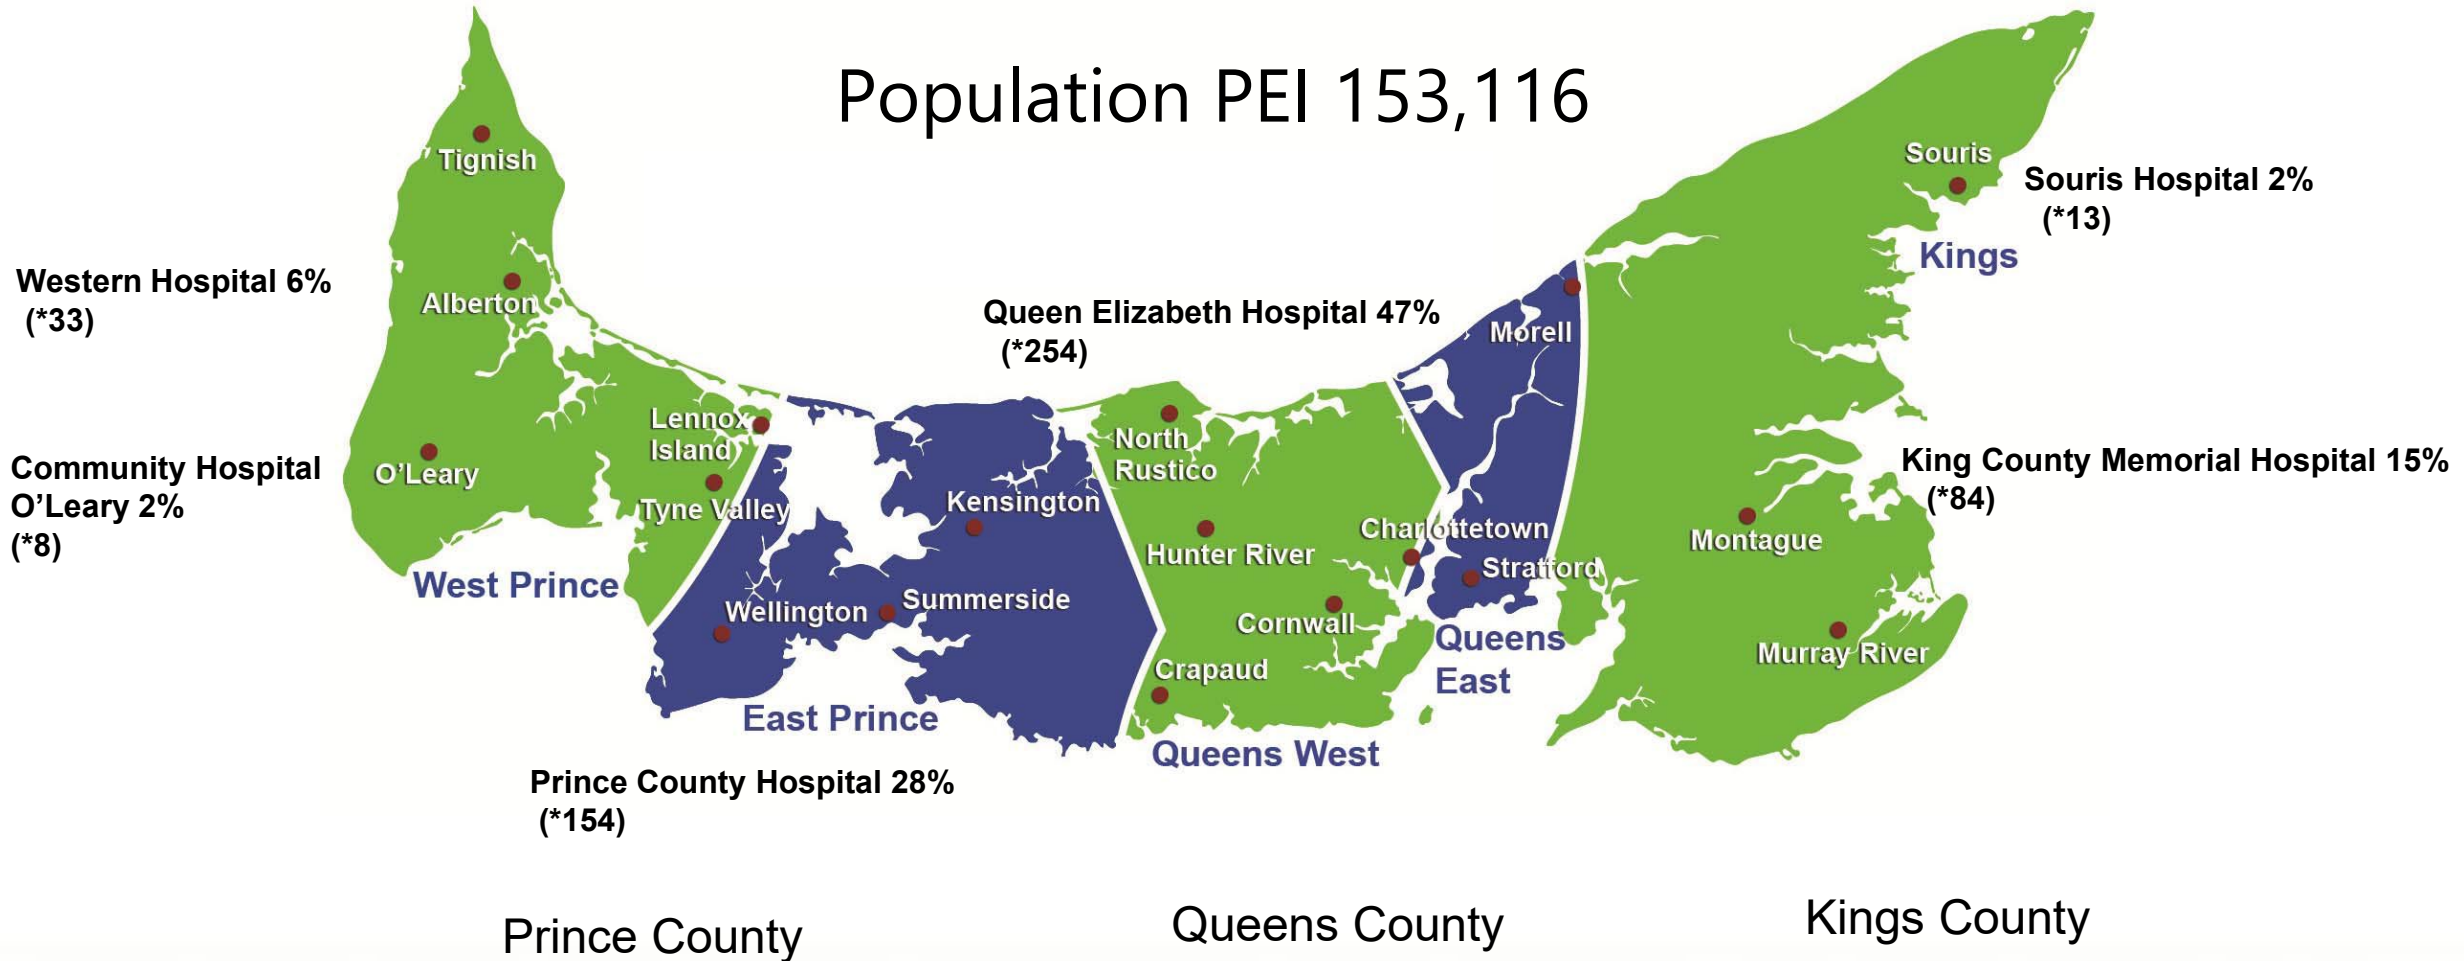 Population PEI 153,116
Tignish
Souris
Souris Hospital 2%
(*13)
Kings
Western Hospital 6%
(*33)
Alberton
Queen Elizabeth Hospital 47%
(*254)
Morell
Lennox
Island
North
Rustico
Community Hospital
O'Leary 2%
(*8)
O'Leary
Tyne Valley
Kensington
King County Memorial Hospital 15%
(*84)
Charlottetown
Hunter River
Stratford
Montague
West Prince
Wellington
Summerside
Cornwall
Queens
East
Murray River
Crapaud
East Prince
Queens West
Prince County Hospital 28%
(*154)
Prince County
Queens County
Kings County